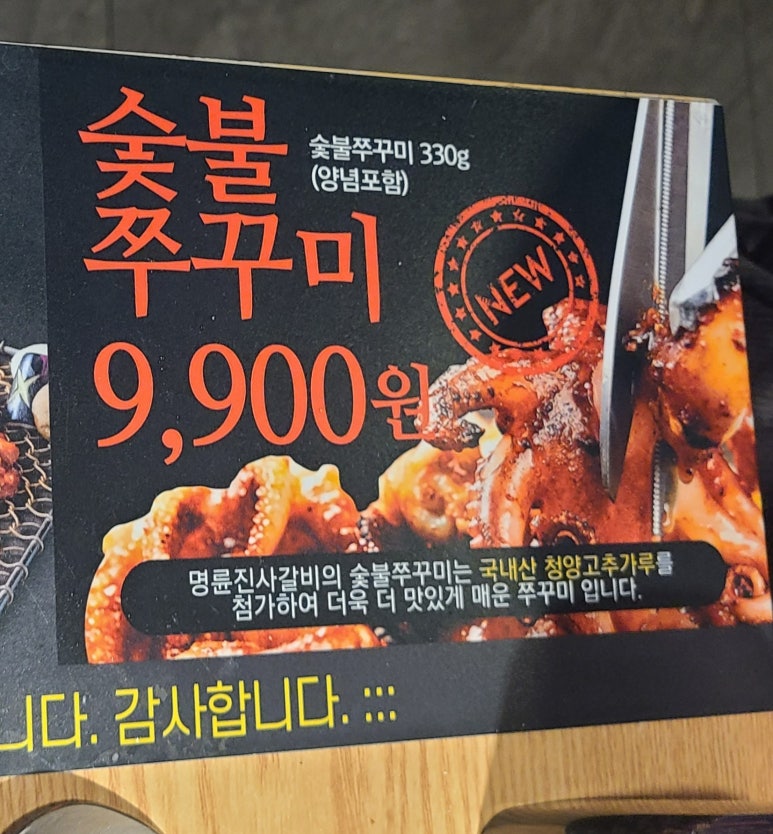 숯불
쭈꾸미
9,900원
숯불쭈꾸미 330g
(양념포함)
NEW
명륜진사갈비의 숯불쭈꾸미는 국내산 청양고추가루를
첨가하여 더욱 더 맛있게 매운 쭈꾸미 입니다.
니다. 감사합니다. :::